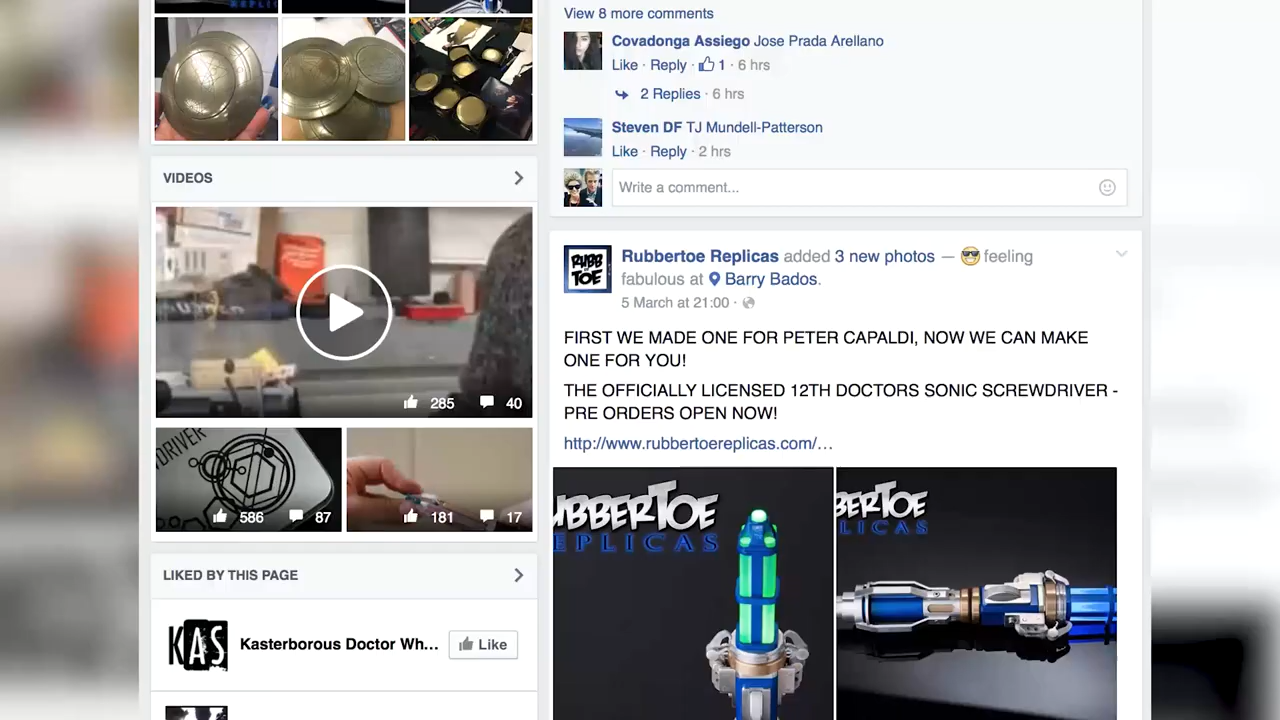 VIDEOS
285
40
586
87
181
17
LIKED BY THIS PAGE
KAS
Kasterborous Doctor Wh...
Like
View 8 more comments
Covadonga Assiego Jose Prada Arellano
Like · Reply · 1 · 6 hrs
2 Replies · 6 hrs
Steven DF TJ Mundell-Patterson
Like · Reply · 2 hrs
Write a comment...
RUBB
TOE
Rubbertoe Replicas added 3 new photos — feeling
fabulous at Barry Bados.
5 March at 21:00 ·
FIRST WE MADE ONE FOR PETER CAPALDI, NOW WE CAN MAKE
ONE FOR YOU!
THE OFFICIALLY LICENSED 12TH DOCTORS SONIC SCREWDRIVER -
PRE ORDERS OPEN NOW!
http://www.rubbertoereplicas.com/...
UBBERTOE
EPLICAS
BERTOE
PLICAS